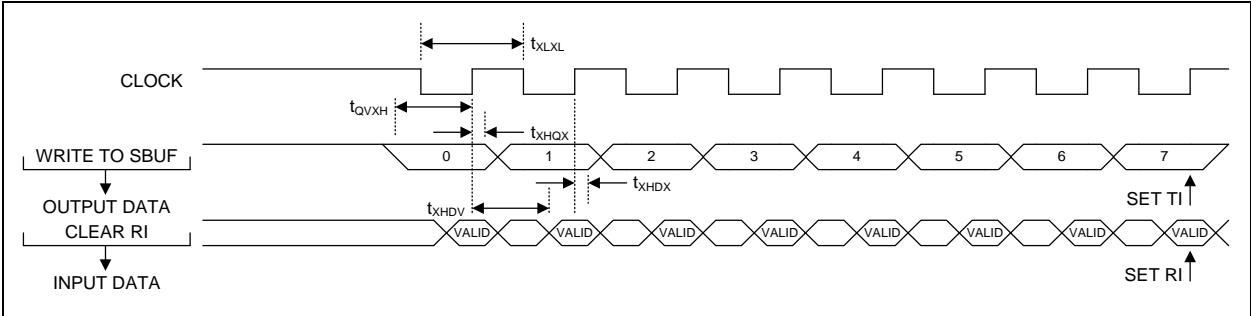 tXLXL
CLOCK
tQVXH
tXHQX
WRITE TO SBUF
0 1 2 3 4 5 6 7
tXHDX
SET TI
OUTPUT DATA
tXHDV
CLEAR RI
VALID VALID VALID VALID VALID VALID VALID VALID
SET RI
INPUT DATA